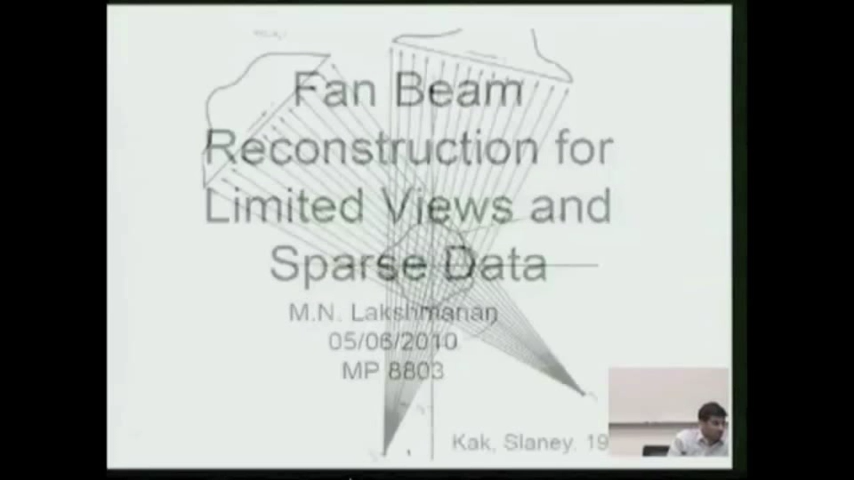 Fan Beam
Reconstruction for
Limited Views and
Sparse Data
M.N. Lakshmanan
05/06/2010
MP 8803
Kak, Slaney. 19